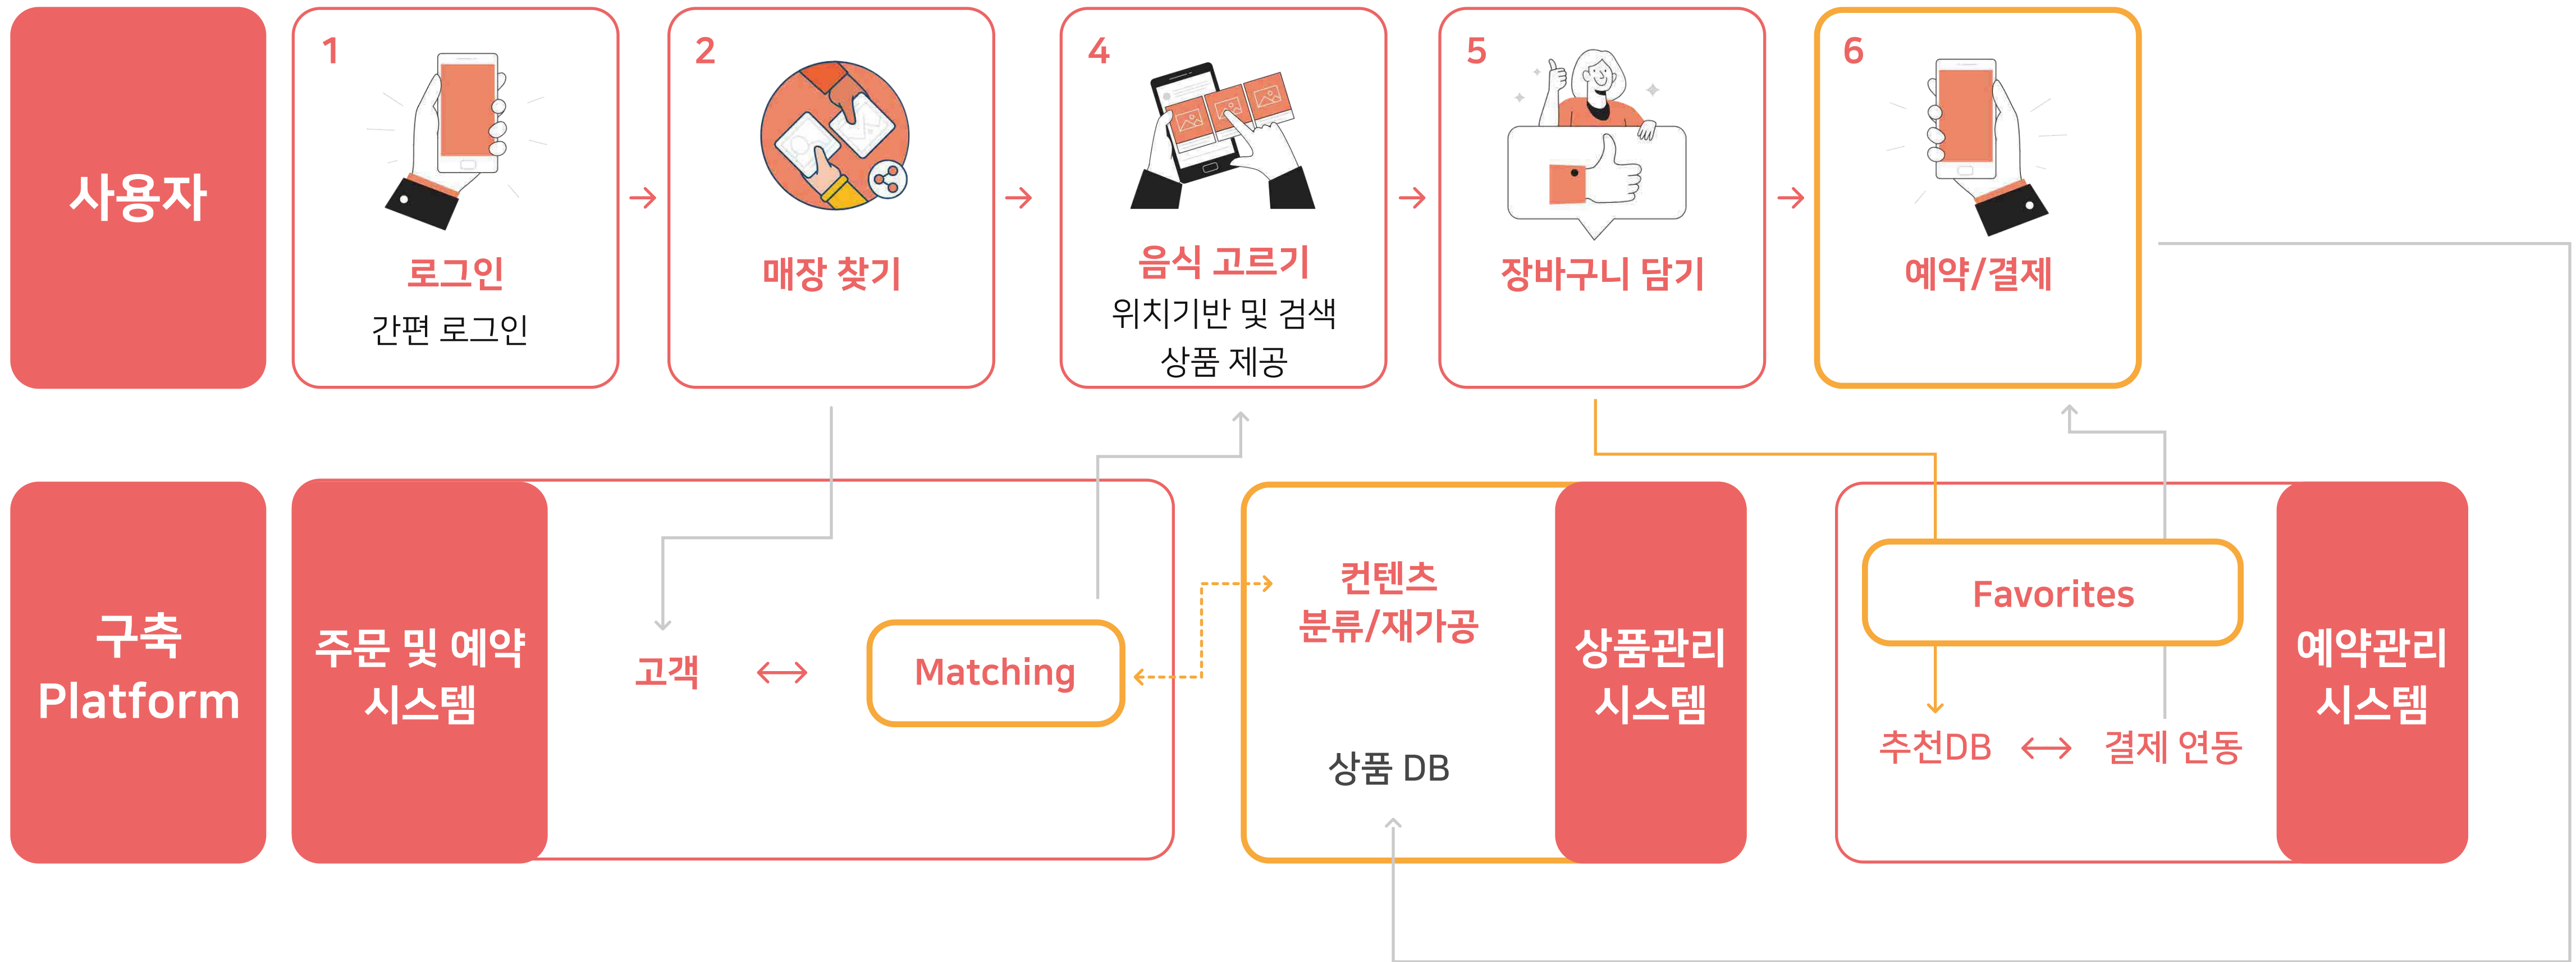 사용자
1
로그인
간편 로그인
2
매장 찾기
4
음식 고르기
위치기반 및 검색
상품 제공
5
장바구니 담기
6
예약/결제
구축
Platform
주문 및 예약
시스템
고객
Matching
컨텐츠
분류/재가공
상품 DB
상품관리
시스템
Favorites
추천DB
결제 연동
예약관리
시스템